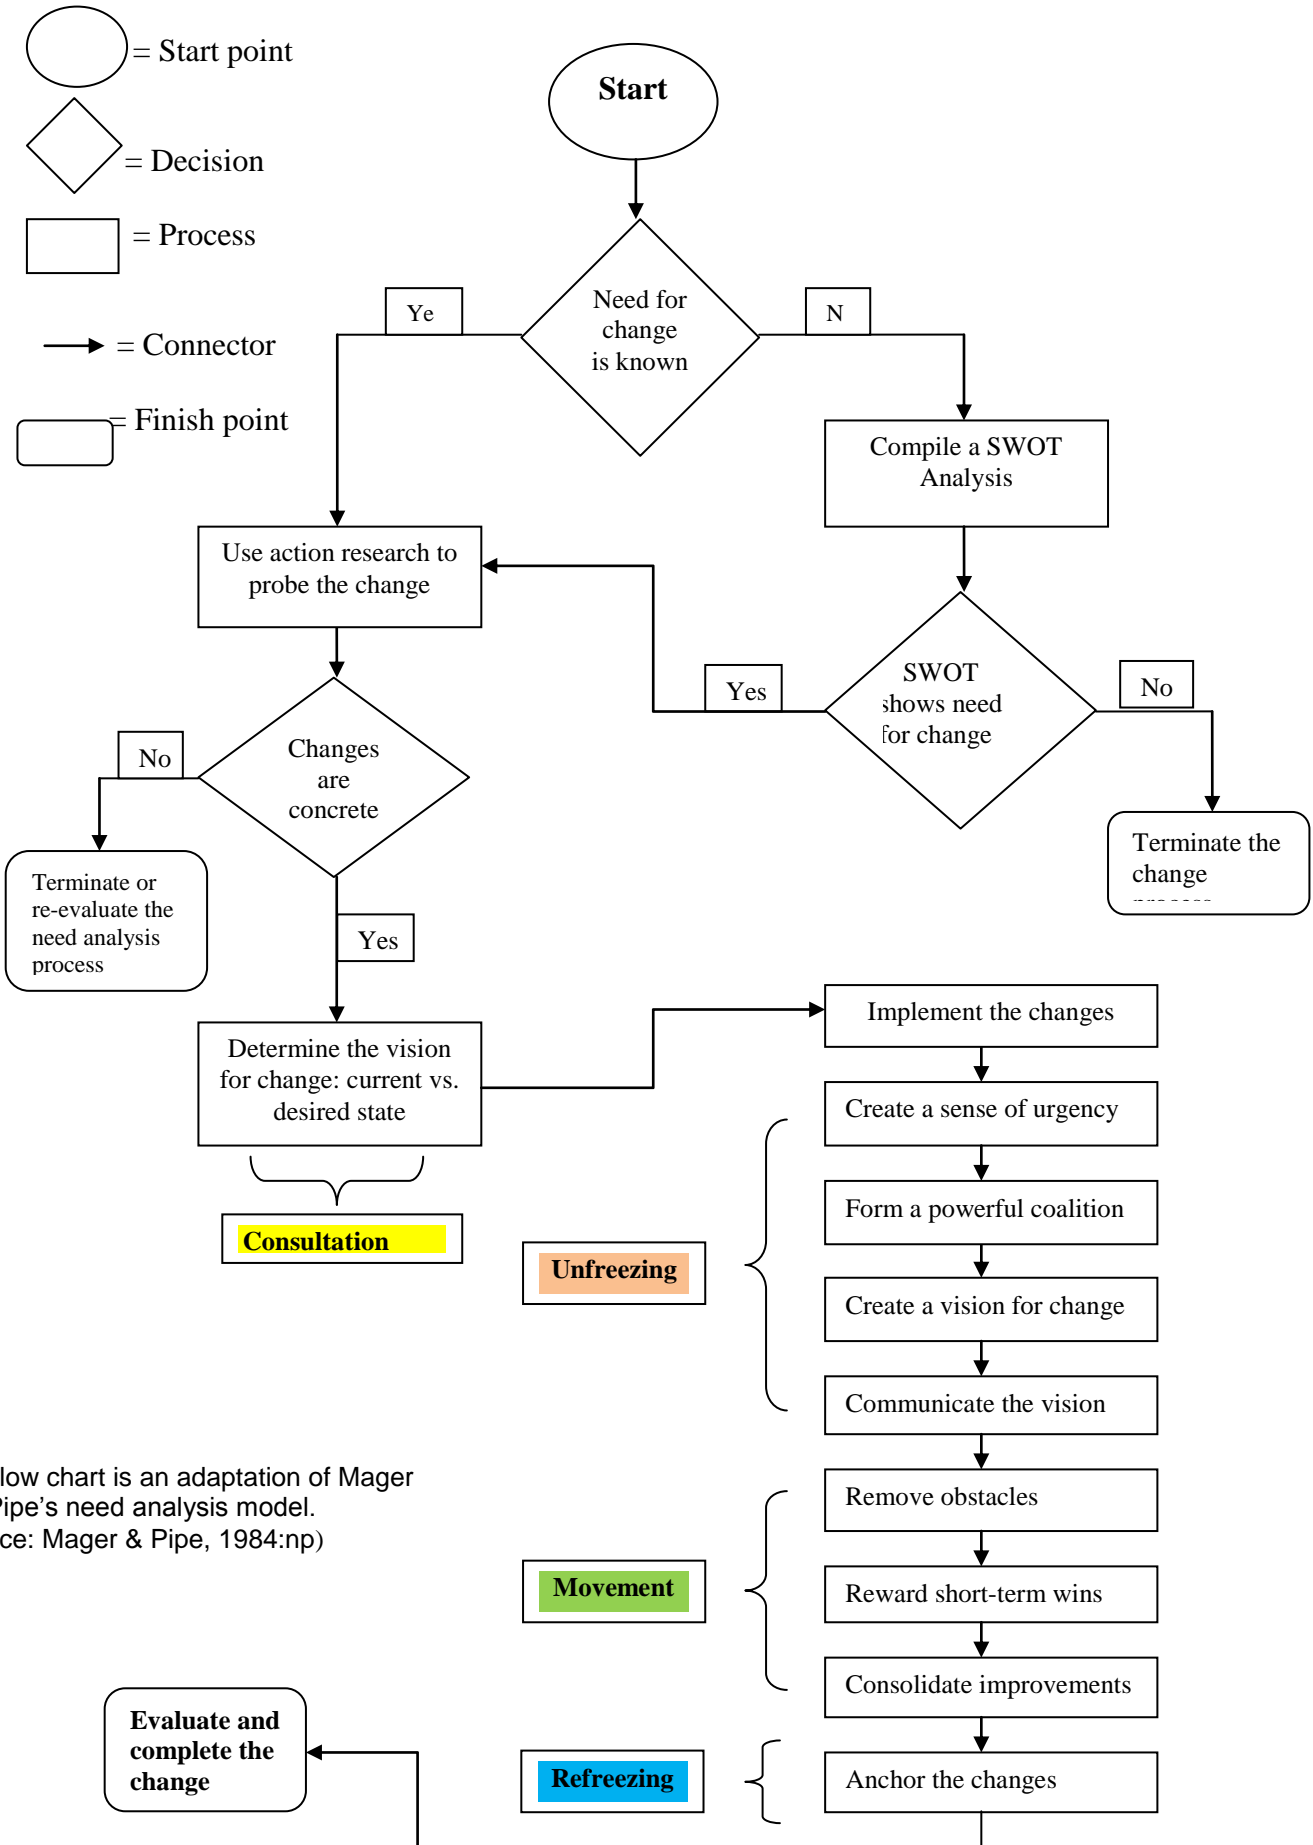 = Start point
= Decision
= Process
= Connector
= Finish point
Start
Need for
change
is known
Ye
N
Compile a SWOT
Analysis
Use action research to
probe the change
SWOT
shows need
for change
Yes
No
Changes
are
concrete
No
Terminate the
change
Terminate or
re-evaluate the
need analysis
process
Yes
Determine the vision
for change: current vs.
desired state
Consultation
Implement the changes
Create a sense of urgency
Form a powerful coalition
Unfreezing
Create a vision for change
Communicate the vision
low chart is an adaptation of Mager
Pipe’s need analysis model.
ce: Mager & Pipe, 1984:np)
Remove obstacles
Movement
Reward short-term wins
Consolidate improvements
Evaluate and
complete the
change
Refreezing
Anchor the changes